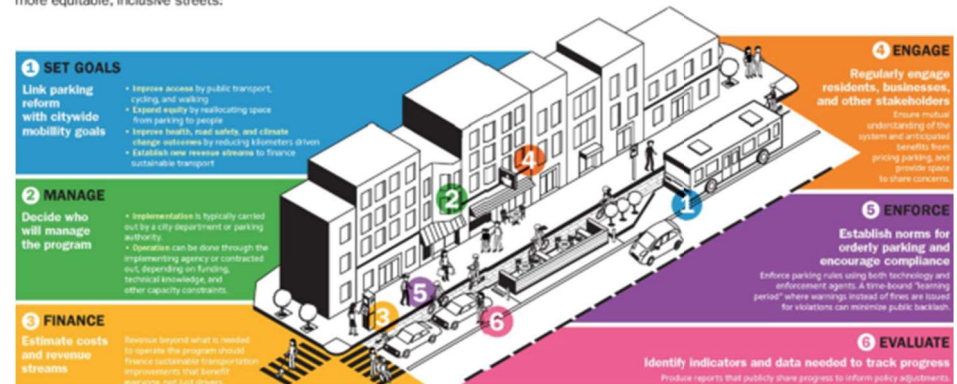 more equitable, inclusive streets.
1 SET GOALS
Link parking
reform
with citywide
mobility goals
• Improve access by public transport,
cycling, and walking
• Expand equity by reallocating space
from parking to people
• Improve health, road safety, and climate
change outcomes by reducing kilometers driven
• Establish new revenue streams to finance
sustainable transport
2 MANAGE
Decide who
will manage
the program
• Implementation is typically carried
out by a city department or parking
authority.
• Operation can be done through the
implementing agency or contracted
out, depending on funding,
technical knowledge, and
other capacity constraints.
3 FINANCE
Estimate costs
and revenue
streams
Revenue beyond what is needed
to operate the program should
finance sustainable transportation
improvements that benefit
everyone not just drivers.
4
2
1
5
3
6
4 ENGAGE
Regularly engage
residents, businesses,
and other stakeholders
Ensure mutual
understanding of the
system and anticipated
benefits from
pricing parking, and
provide space
to share concerns.
5 ENFORCE
Establish norms for
orderly parking and
encourage compliance
Enforce parking rules using both technology and
enforcement agents. A time-bound "learning
period" where warnings instead of fines are issued
for violations can minimize public backlash.
6 EVALUATE
Identify indicators and data needed to track progress
Produce reports that publicly share progress to inform policy adjustments.